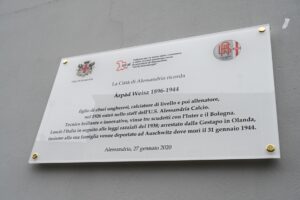 La Città di Alessandria ricorda
Árpád Weisz 1896-1944
figlio di ebrei ungheresi, calciatore di livello e poi allenatore,
nel 1926 entrò nello staff dell'U.S. Alessandria Calcio.
Tecnico brillante e innovativo, vinse tre scudetti con l'Inter e il Bologna.
Lasciò l'Italia in seguito alle leggi razziali del 1938; arrestato dalla Gestapo in Olanda,
insieme alla sua famiglia venne deportato ad Auschwitz dove morì il 31 gennaio 1944.
Alessandria, 27 gennaio 2020